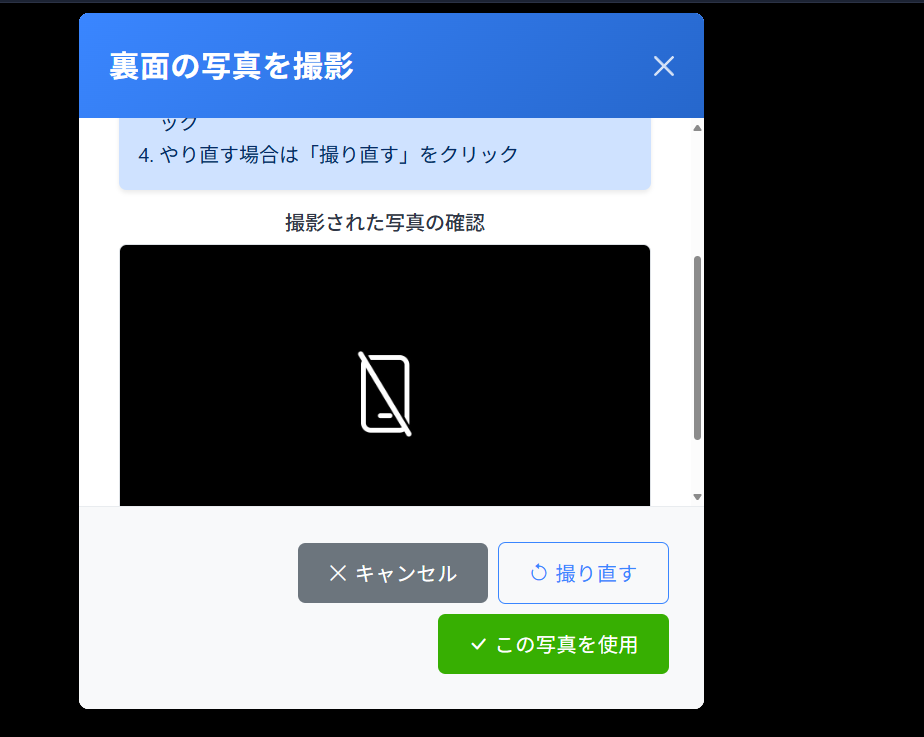 裏面の写真を撮影
ック
4. やり直す場合は「撮り直す」をクリック
撮影された写真の確認
キャンセル
撮り直す
この写真を使用